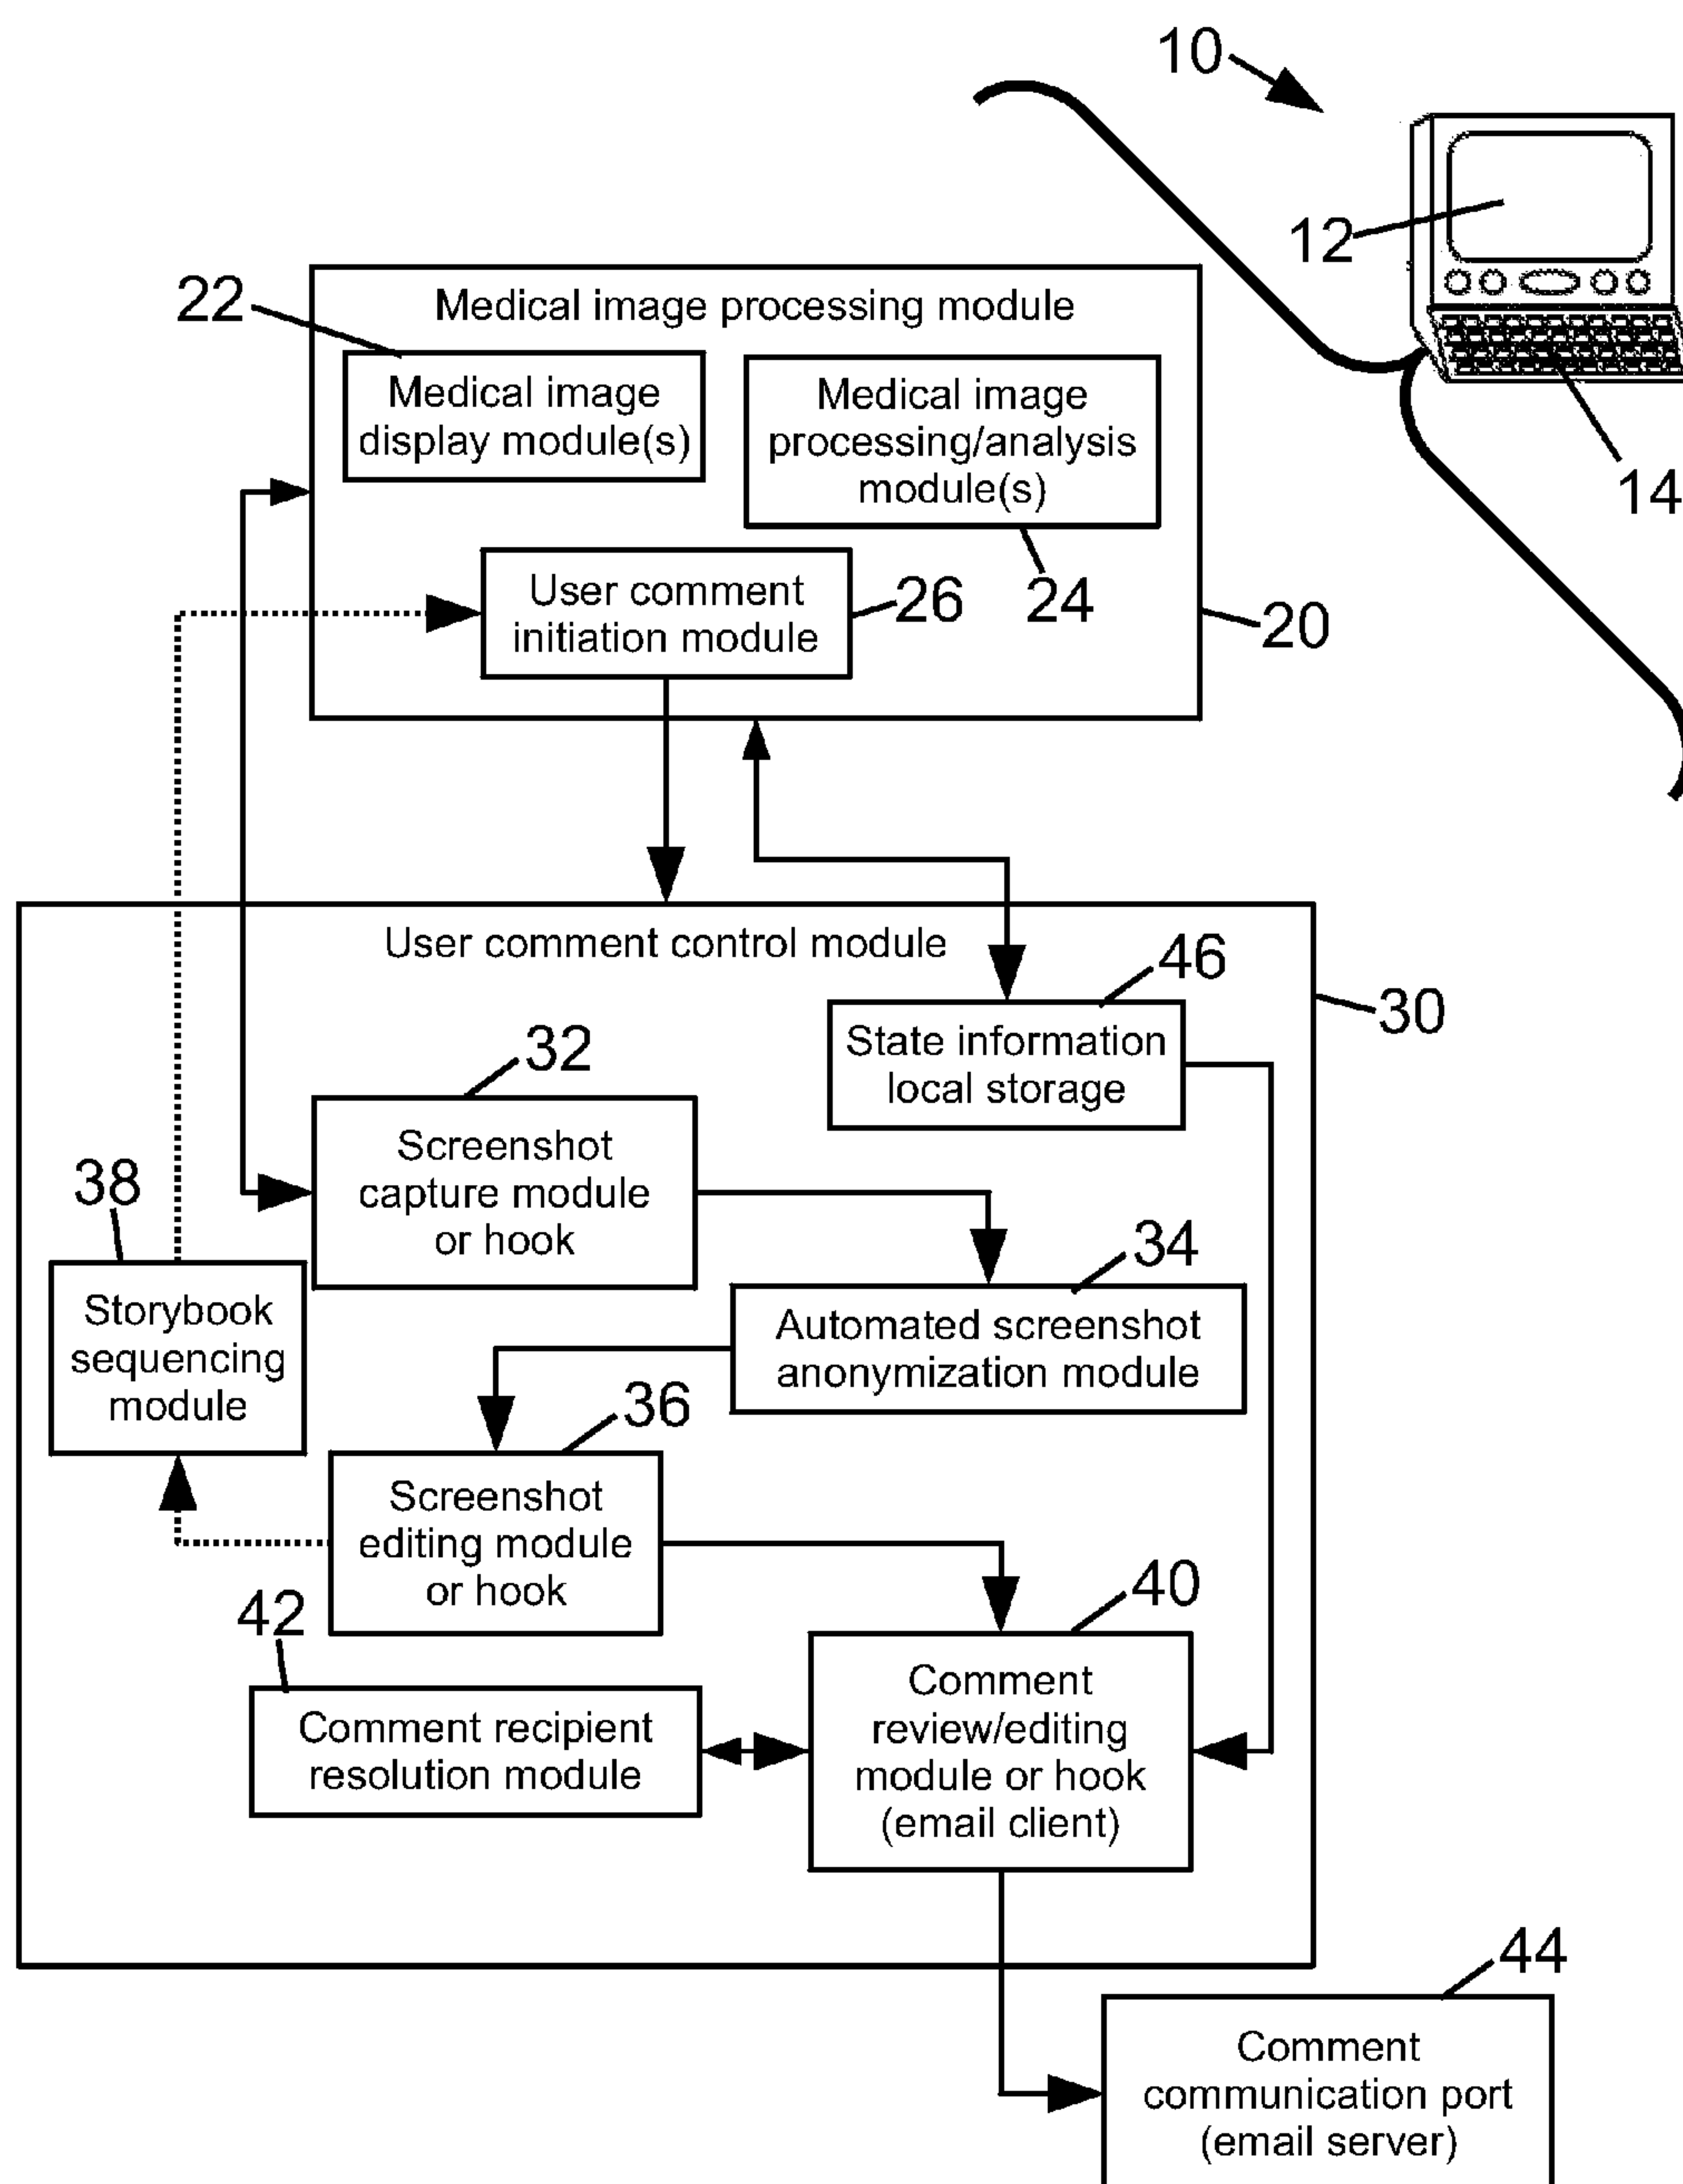 10
12
14
22
Medical image processing module
Medical image
display module(s)
Medical image
processing/analysis
module(s)
24
User comment
initiation module
26
20
User comment control module
46
30
State information
local storage
32
Screenshot
capture module
or hook
38
Storybook
sequencing
module
34
Automated screenshot
anonymization module
36
Screenshot
editing module
or hook
40
42
Comment recipient
resolution module
Comment
review/editing
module or hook
(email client)
44
Comment
communication port
(email server)